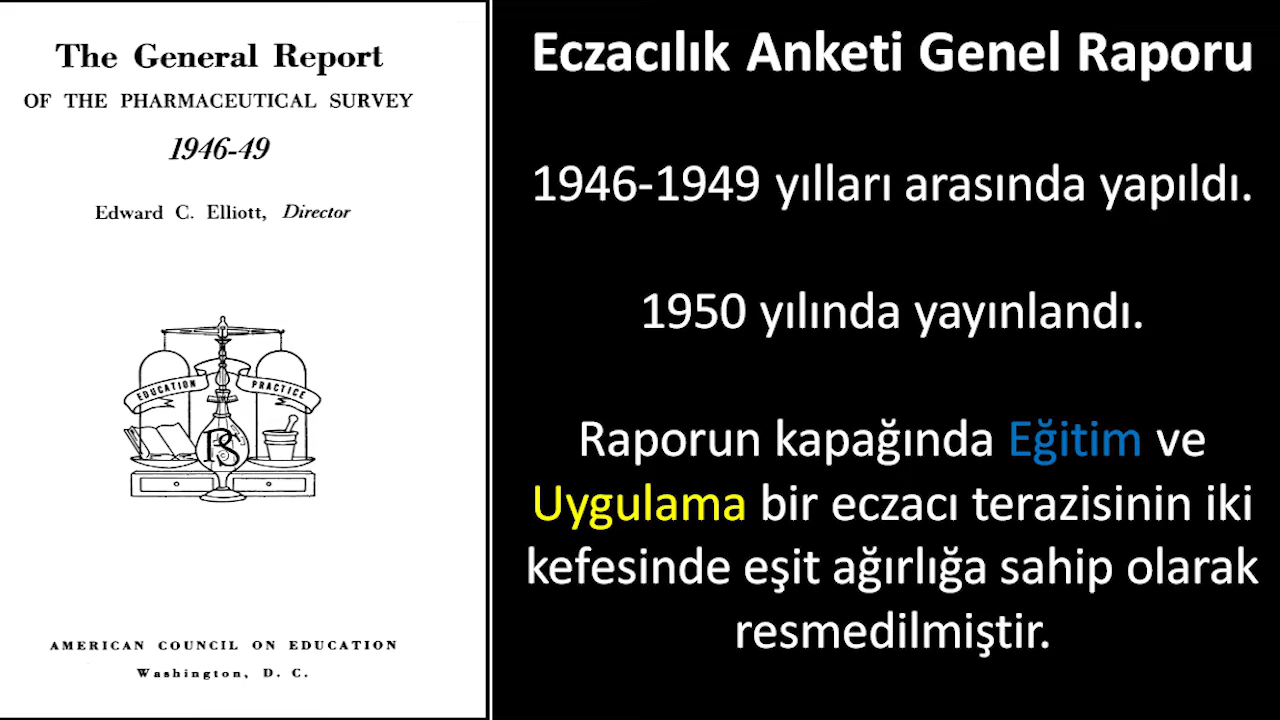 The General Report
OF THE PHARMACEUTICAL SURVEY
1946-49
Edward C. Elliott, Director
EDUCATION
PRACTICE
PS
AMERICAN COUNCIL ON EDUCATION
Washington, D. C.
Eczacılık Anketi Genel Raporu
1946-1949 yılları arasında yapıldı.
1950 yılında yayınlandı.
Raporun kapağında Eğitim ve
Uygulama bir eczacı terazisinin iki
kefesinde eşit ağırlığa sahip olarak
resmedilmiştir.